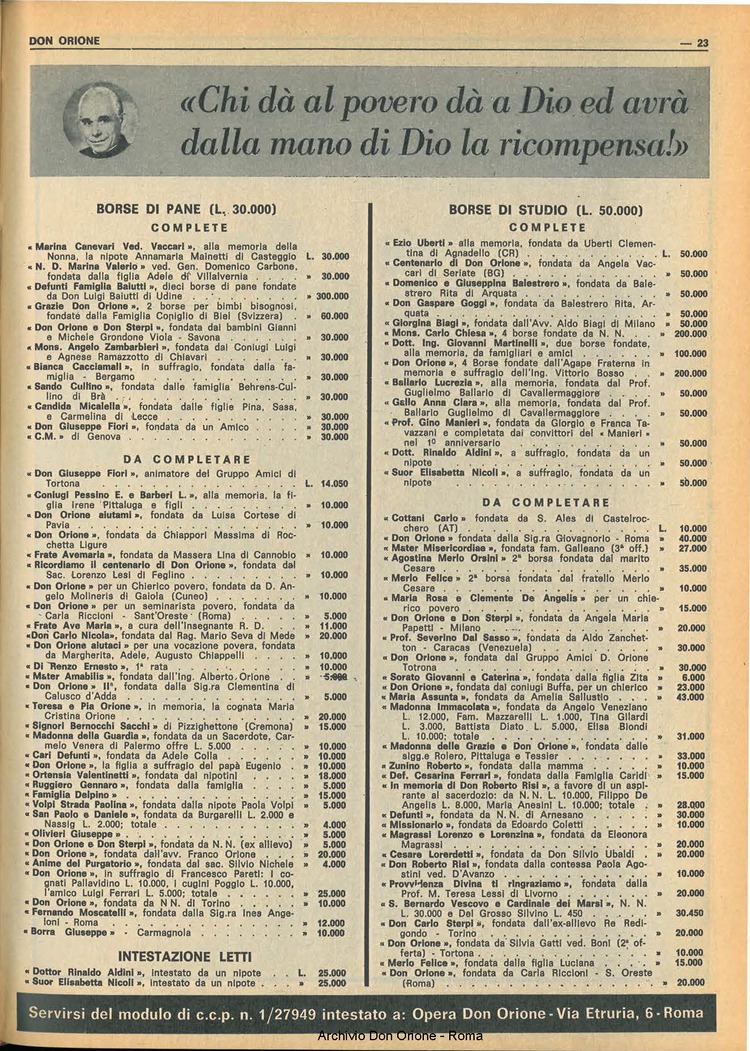 DON ORIONE
— 23
«Chi dà al povero dà a Dio ed avrà
dalla mano di Dio la ricompensa!»
BORSE DI PANE (L. 30.000)
COMPLETE
« Marina Canevari Ved. Vaccari », alla memoria della
Nonna, la nipote Annamaria Mainetti di Casteggio L. 30.000
« N. D. Marina Valerio » ved. Gen. Domenico Carbone,
fondata dalla figlia Adele di Villalvernia . . . . » 30.000
« Defunti Famiglia Baiutti », dieci borse di pane fondate
da Don Luigi Baiutti di Udine . . . . . . . » 300.000
« Grazie Don Orione », 2 borse per bimbi bisognosi,
fondate dalla Famiglia Coniglio di Biel (Svizzera) » 60.000
« Don Orione e Don Sterpi », fondata dai bambini Gianni
e Michele Grondone Viola - Savona . . . . . » 30.000
« Mons. Angelo Zambarbieri », fondata dai Coniugi Luigi
e Agnese Ramazzotto di Chiavari . . . . . . » 30.000
« Bianca Cacciamali », in suffragio, fondata dalla fa-
miglia - Bergamo . . . . . . . . . » 30.000
« Sando Cullino », fondata dalle famiglie Behrens-Cul-
lino di Brà . . . . . . . . . . . » 30.000
« Candida Micalella », fondata dalle figlie Pina, Sasa,
e Carmelina di Lecce . . . . . . . . » 30.000
« Don Giuseppe Fiori », fondata da un Amico . . . » 30.000
« C.M. » di Genova . . . . . . . . . . » 30.000
DA COMPLETARE
« Don Giuseppe Fiori », animatore del Gruppo Amici di
Tortona . . . . . . . . . . . . L. 14.050
« Coniugi Pessino E. e Barberi L. », alla memoria, la fi-
glia Irene Pittaluga e figli . . . . . . . . » 10.000
« Don Orione aiutami », fondata da Luisa Cortese di
Pavia . . . . . . . . . . . . . » 10.000
« Don Orione », fondata da Chiappori Massima di Roc-
chetta Ligure
« Frate Avemaria », fondata da Massera Lina di Cannobio » 10.000
« Ricordiamo il centenario di Don Orione », fondata dal
Sac. Lorenzo Lesi di Feglino . . . . . . . » 10.000
« Don Orione » per un Chierico povero, fondata da D. An-
gelo Molineris di Gaiola (Cuneo) . . . . . . » 10.000
« Don Orione » per un seminarista povero, fondata da
Carla Riccioni - Sant'Oreste (Roma) . . . . . » 5.000
« Frate Ave Maria », a cura dell'Insegnante R. D. . . » 11.000
«Don Carlo Nicola», fondata dal Rag. Mario Seva di Mede » 20.000
« Don Orione aiutaci » per una vocazione povera, fondata
da Margherita, Adele, Augusto Chiappelli . . . . » 10.000
« Di Renzo Ernesto », 1ª rata . . . . . . . » 10.000
« Mater Amabilis », fondata dall'Ing. Alberto Orione . . » 5.000
« Don Orione » IIª, fondata dalla Sig.ra Clementina di
Calusco d'Adda . . . . . . . . . . » 5.000
« Teresa e Pia Orione », in memoria, la cognata Maria
Cristina Orione . . . . . . . . . . » 20.000
« Signori Bernocchi Sacchi » di Pizzighettone (Cremona) » 15.000
« Madonna della Guardia », fondata da un Sacerdote, Car-
melo Venera di Palermo offre L. 5.000 . . . . » 10.000
« Cari Defunti », fondata da Adele Colla . . . . . » 10.000
« Don Orione », la figlia a suffragio del papà Eugenio . » 10.000
« Ortensia Valentinetti », fondata dai nipotini . . . » 18.000
« Ruggiero Gennaro », fondata dalla famiglia . . . » 5.000
« Famiglia Delpino » . . . . . . . . . . » 15.000
« Volpi Strada Paolina », fondata dalla nipote Paola Volpi » 5.000
« San Paolo e Daniele », fondata da Burgarelli L. 2.000 e
Nassig L. 2.000; totale . . . . . . . . » 4.000
« Olivieri Giuseppe » . . . . . . . . . . » 5.000
« Don Orione e Don Sterpi », fondata da N. N. (ex allievo) » 5.000
« Don Orione », fondata dall'avv. Franco Orione . . . » 20.000
« Anime del Purgatorio », fondata dal sac. Silvio Nichele » 4.000
« Don Orione », in suffragio di Francesco Pareti: i co-
gnati Pallavidino L. 10.000, i cugini Poggio L. 10.000,
l'amico Luigi Ferrari L. 5.000; totale . . . . . » 25.000
« Don Orione », fondata da N N. di Torino . . . . » 10.000
« Fernando Moscatelli », fondata dalla Sig.ra Ines Ange-
loni - Roma . . . . . . . . . . . » 12.000
« Borra Giuseppe » - Carmagnola . . . . . . . » 10.000
INTESTAZIONE LETTI
« Dottor Rinaldo Aldini », intestato da un nipote . . L. 25.000
« Suor Elisabetta Nicoli », intestato da un nipote . . . » 25.000
BORSE DI STUDIO (L. 50.000)
COMPLETE
« Ezio Uberti » alla memoria, fondata da Uberti Clemen-
tina di Agnadello (CR) . . . . . . . . L. 50.000
« Centenario di Don Orione », fondata da Angela Vac-
cari di Seriate (BG) . . . . . . . . . » 50.000
« Domenico e Giuseppina Balestrero », fondata da Bale-
strero Rita di Arquata . . . . . . . . » 50.000
« Don Gaspare Goggi », fondata da Balestrero Rita, Ar-
quata . . . . . . . . . . . . » 50.000
« Giorgina Biagi », fondata dall'Avv. Aldo Biagi di Milano » 50.000
« Mons. Carlo Chiesa », 4 borse fondate da N. N. . . » 200.000
« Dott. Ing. Giovanni Martinelli », due borse fondate,
alla memoria, da famigliari e amici . . . . . » 100.000
« Don Orione », 4 Borse fondate dall'Agape Fraterna in
memoria e suffragio dell'Ing. Vittorio Bosso . . . » 200.000
« Ballario Lucrezia », alla memoria, fondata dal Prof.
Guglielmo Ballario di Cavallermaggiore . . . . » 50.000
« Gallo Anna Clara », alla memoria, fondata dal Prof.
Ballario Guglielmo di Cavallermaggiore . . . . » 50.000
« Prof. Gino Manieri », fondata da Giorgio e Franca Ta-
vazzani e completata dai convittori del « Manieri »
nel 1º anniversario . . . . . . . . . » 50.000
« Dott. Rinaldo Aldini », a suffragio, fondata da un
nipote . . . . . . . . . . . . » 50.000
« Suor Elisabetta Nicoli », a suffragio, fondata da un
nipote . . . . . . . . . . . . » 50.000
DA COMPLETARE
« Cottani Carlo » fondata da S. Ales di Castelroc-
chero (AT) . . . . . . . . . . . L. 10.000
« Don Orione » fondata dalla Sig.ra Giovagnorio - Roma » 40.000
« Mater Misericordiae », fondata fam. Galleano (3ª off.) » 27.000
« Agostina Merlo Orsini » 2ª borsa fondata dal marito
Cesare . . . . . . . . . . . . » 35.000
« Merlo Felice » 2ª borsa fondata dal fratello Merlo
Cesare . . . . . . . . . . . . » 10.000
« Maria Rosa e Clemente De Angelis » per un chie-
rico povero . . . . . . . . . . . » 15.000
« Don Orione e Don Sterpi », fondata da Angela Maria
Papetti - Milano . . . . . . . . . . » 20.000
« Prof. Severino Dal Sasso », fondata da Aldo Zanchet-
ton - Caracas (Venezuela) . . . . . . . » 30.000
« Don Orione », fondata dal Gruppo Amici D. Orione
Totrona . . . . . . . . . . . . » 30.000
« Sorato Giovanni e Caterina », fondata dalla figlia Zita » 6.000
« Don Orione », fondata dai coniugi Buffa, per un chierico » 23.000
« Maria Assunta », fondata da Amelia Sallustio . . . » 43.000
« Madonna Immacolata », fondata da Angelo Veneziano
L. 12.000, Fam. Mazzarelli L. 1.000, Tina Gilardi
L. 3.000, Battista Diato L. 5.000, Elisa Biondi
L. 10.000; totale . . . . . . . . . . » 31.000
« Madonna delle Grazie e Don Orione », fondata dalle
sigg.e Rolero, Pittaluga e Tessier . . . . . . » 33.000
« Zunino Roberto », fondata dalla mamma . . . . » 10.000
« Def. Cesarina Ferrari », fondata dalla Famiglia Caridi » 15.000
« In memoria di Don Roberto Risi », a favore di un aspi-
rante al sacerdozio: da N. N. L. 10.000, Filippo De
Angelis L. 8.000, Maria Anesini L. 10.000; totale . » 28.000
« Defunti », fondata da N. N. di Arnesano . . . . » 30.000
« Missionario », fondata da Edoardo Coletti . . . . » 10.000
« Magrassi Lorenzo e Lorenzina », fondata da Eleonora
Magrassi . . . . . . . . . . . » 20.000
« Cesare Lorerdetti », fondata da Don Silvio Ubaldi . » 20.000
« Don Roberto Risi », fondata dalla contessa Paola Ago-
stini ved. D'Avanzo . . . . . . . . . » 10.000
« Provvidenza Divina ti ringraziamo », fondata dalla
Prof. M. Teresa Lessi di Livorno . . . . . . » 20.000
« S. Bernardo Vescovo e Cardinale dei Marsi », N. N.
L. 30.000 e Del Grosso Silvino L. 450 . . . . » 30.450
« Don Carlo Sterpi », fondata dall'ex-allievo Re Redi-
gondo - Torino . . . . . . . . . . » 20.000
« Don Orione », fondata da Silvia Gatti ved. Boni (2ª of-
ferta) - Tortona . . . . . . . . . . » 10.000
« Merlo Felice », fondata dalla figlia Luciana . . . . » 15.000
« Don Orione », fondata da Carla Riccioni - S. Oreste
(Roma) . . . . . . . . . . . . » 20.000
Servirsi del modulo di c.c.p. n. 1/27949 intestato a: Opera Don Orione - Via Etruria, 6 - Roma
Archivio Don Orione - Roma